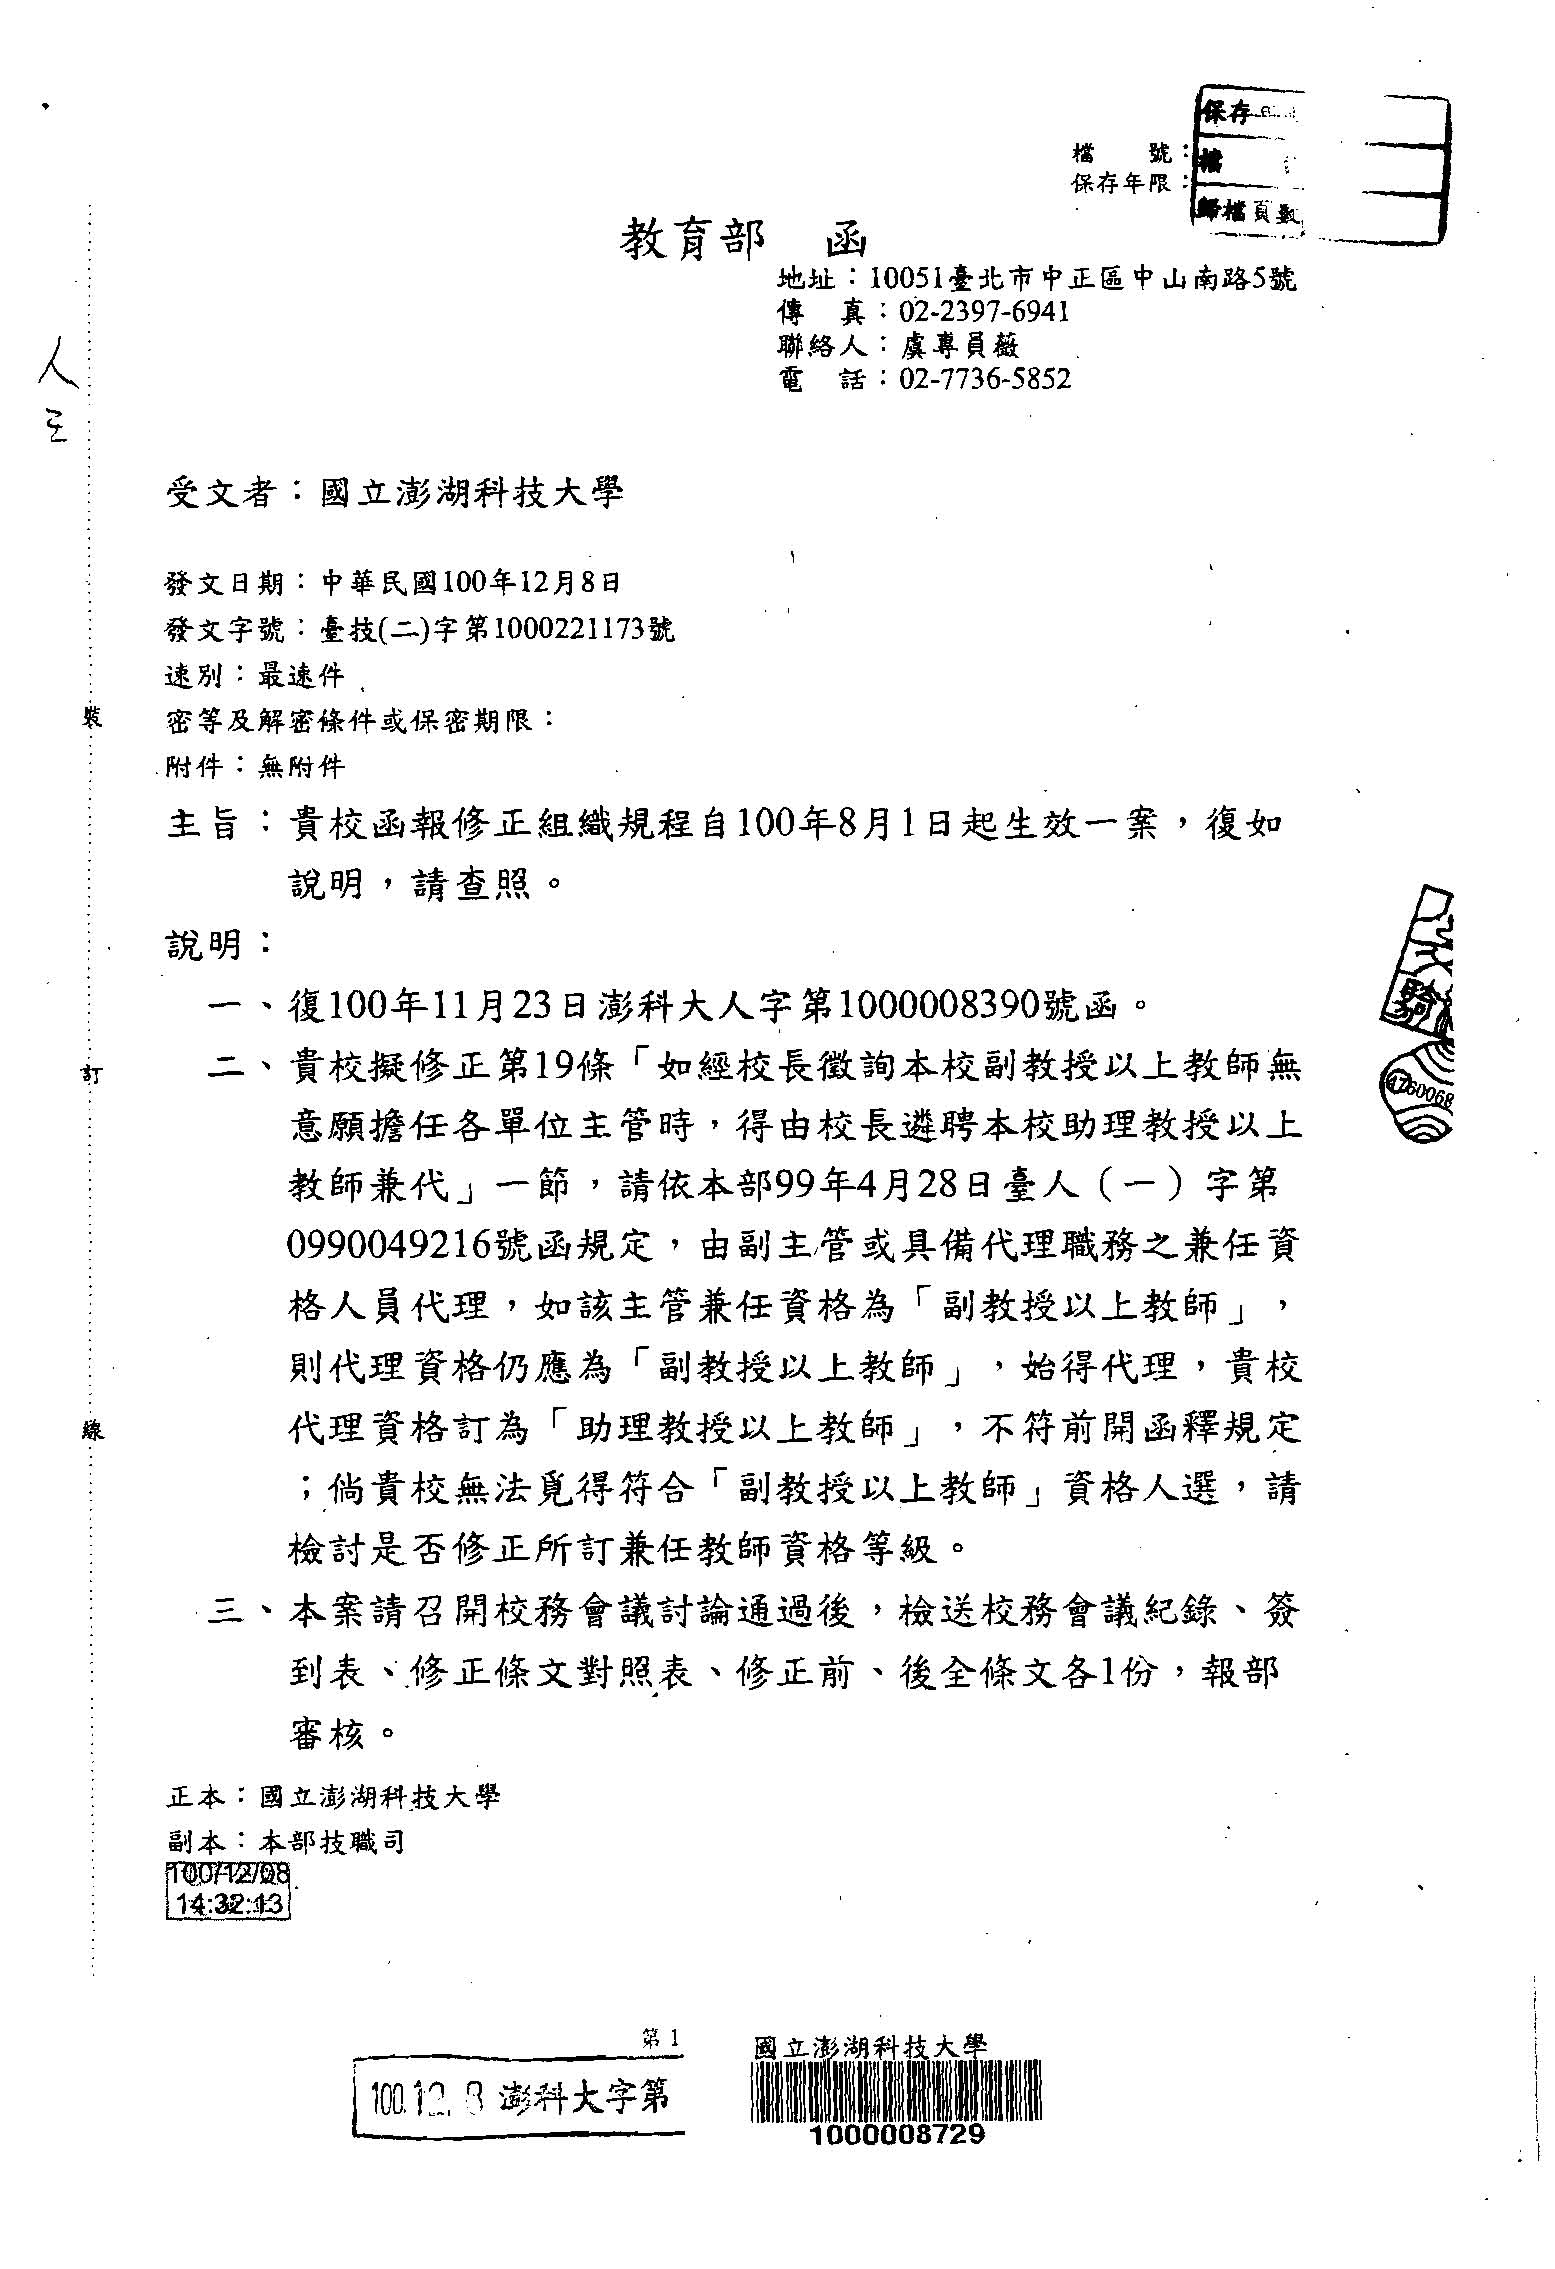 保存
檔　　號：
檔
保存年限：
歸檔頁數
教育部　函
地址：10051臺北市中正區中山南路5號
傳　真：02-2397-6941
聯絡人：虞專員薇
電　話：02-7736-5852
人
受文者：國立澎湖科技大學
發文日期：中華民國100年12月8日
發文字號：臺技(二)字第1000221173號
速別：最速件
密等及解密條件或保密期限：
附件：無附件
主旨：貴校函報修正組織規程自100年8月1日起生效一案，復如
說明，請查照。
說明：
一、復100年11月23日澎科大人字第1000008390號函。
二、貴校擬修正第19條「如經校長徵詢本校副教授以上教師無
意願擔任各單位主管時，得由校長遴聘本校助理教授以上
教師兼代」一節，請依本部99年4月28日臺人（一）字第
0990049216號函規定，由副主管或具備代理職務之兼任資
格人員代理，如該主管兼任資格為「副教授以上教師」，
則代理資格仍應為「副教授以上教師」，始得代理，貴校
代理資格訂為「助理教授以上教師」，不符前開函釋規定
；倘貴校無法覓得符合「副教授以上教師」資格人選，請
檢討是否修正所訂兼任教師資格等級。
三、本案請召開校務會議討論通過後，檢送校務會議紀錄、簽
到表、修正條文對照表、修正前、後全條文各1份，報部
審核。
正本：國立澎湖科技大學
副本：本部技職司
100/12/08
14:32:13
裝
訂
線
騎
4760068
第1
100.12.8 澎科大字第
國立澎湖科技大學
1000008729